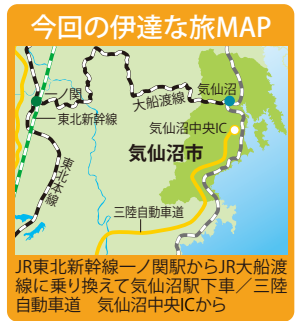 今回の伊達な旅MAP
一ノ関
大船渡線
気仙沼
東北新幹線
気仙沼中央IC
気仙沼市
東北本線
三陸自動車道
JR東北新幹線一ノ関駅からJR大船渡
線に乗り換えて気仙沼駅下車／三陸
自動車道　気仙沼中央ICから